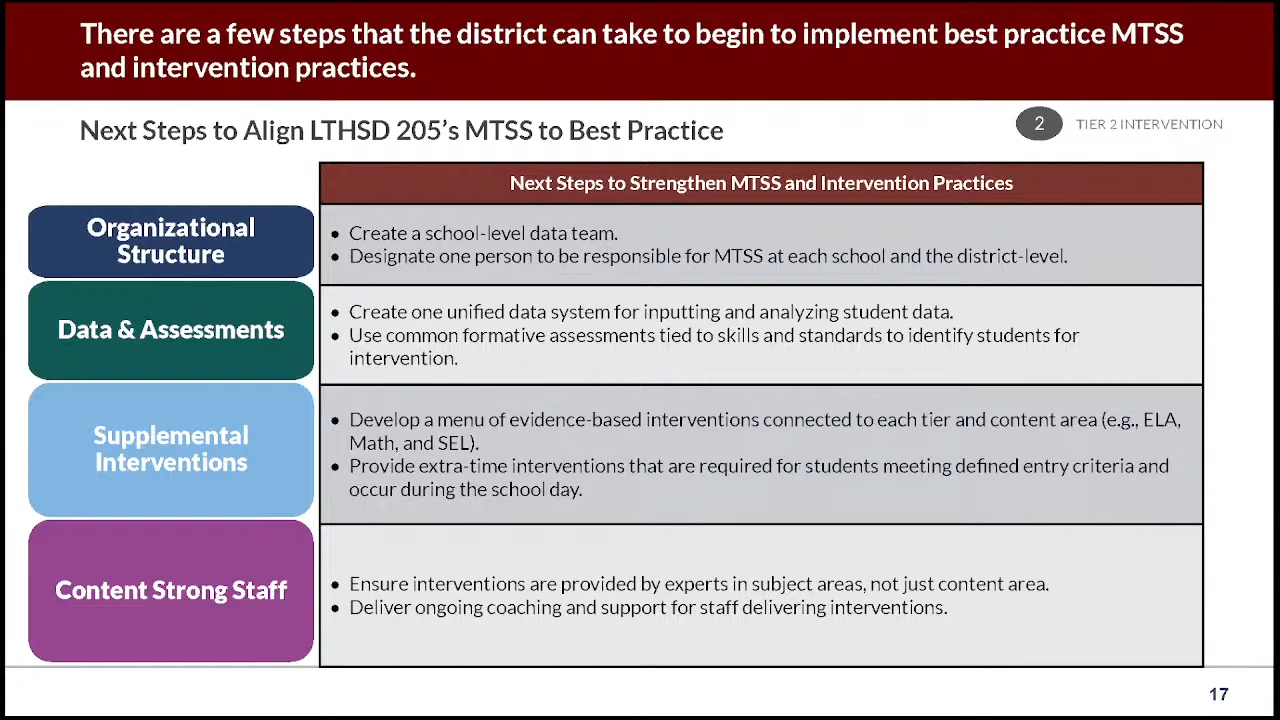 There are a few steps that the district can take to begin to implement best practice MTSS
and intervention practices.
Next Steps to Align LTHSD 205's MTSS to Best Practice
2
TIER 2 INTERVENTION
Next Steps to Strengthen MTSS and Intervention Practices
Organizational
Structure
• Create a school-level data team.
• Designate one person to be responsible for MTSS at each school and the district-level.
Data & Assessments
• Create one unified data system for inputting and analyzing student data.
• Use common formative assessments tied to skills and standards to identify students for
intervention.
Supplemental
Interventions
• Develop a menu of evidence-based interventions connected to each tier and content area (e.g., ELA,
Math, and SEL).
• Provide extra-time interventions that are required for students meeting defined entry criteria and
occur during the school day.
Content Strong Staff
• Ensure interventions are provided by experts in subject areas, not just content area.
• Deliver ongoing coaching and support for staff delivering interventions.
17